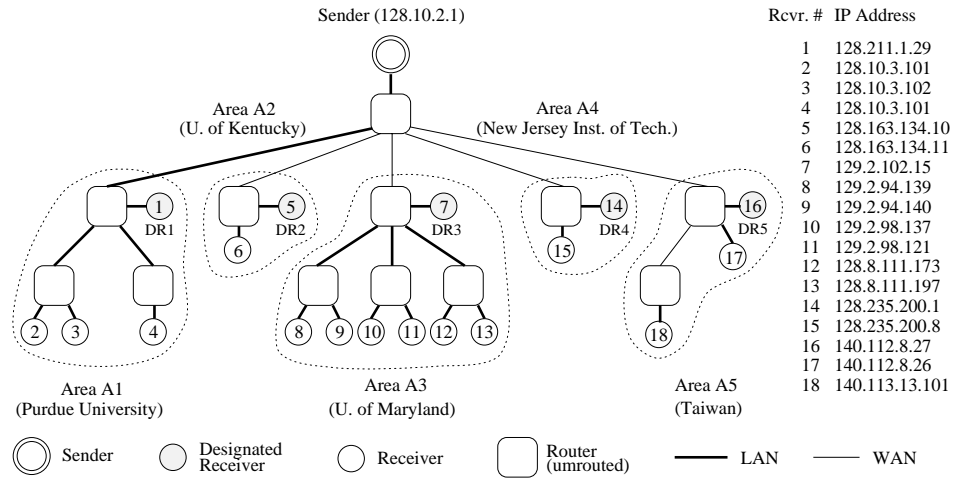 Sender (128.10.2.1)
Rcvr. # IP Address
1 128.211.1.29
2 128.10.3.101
3 128.10.3.102
4 128.10.3.101
5 128.163.134.10
6 128.163.134.11
7 129.2.102.15
8 129.2.94.139
9 129.2.94.140
10 129.2.98.137
11 129.2.98.121
12 128.8.111.173
13 128.8.111.197
14 128.235.200.1
15 128.235.200.8
16 140.112.8.27
17 140.112.8.26
18 140.113.13.101
Area A2
(U. of Kentucky)
Area A4
(New Jersey Inst. of Tech.)
1
DR1
5
DR2
6
7
DR3
14
DR4
15
16
DR5
17
2
3
4
8
9
10
11
12
13
18
Area A1
(Purdue University)
Area A3
(U. of Maryland)
Area A5
(Taiwan)
Sender
Designated
Receiver
Receiver
Router
(umrouted)
LAN
WAN